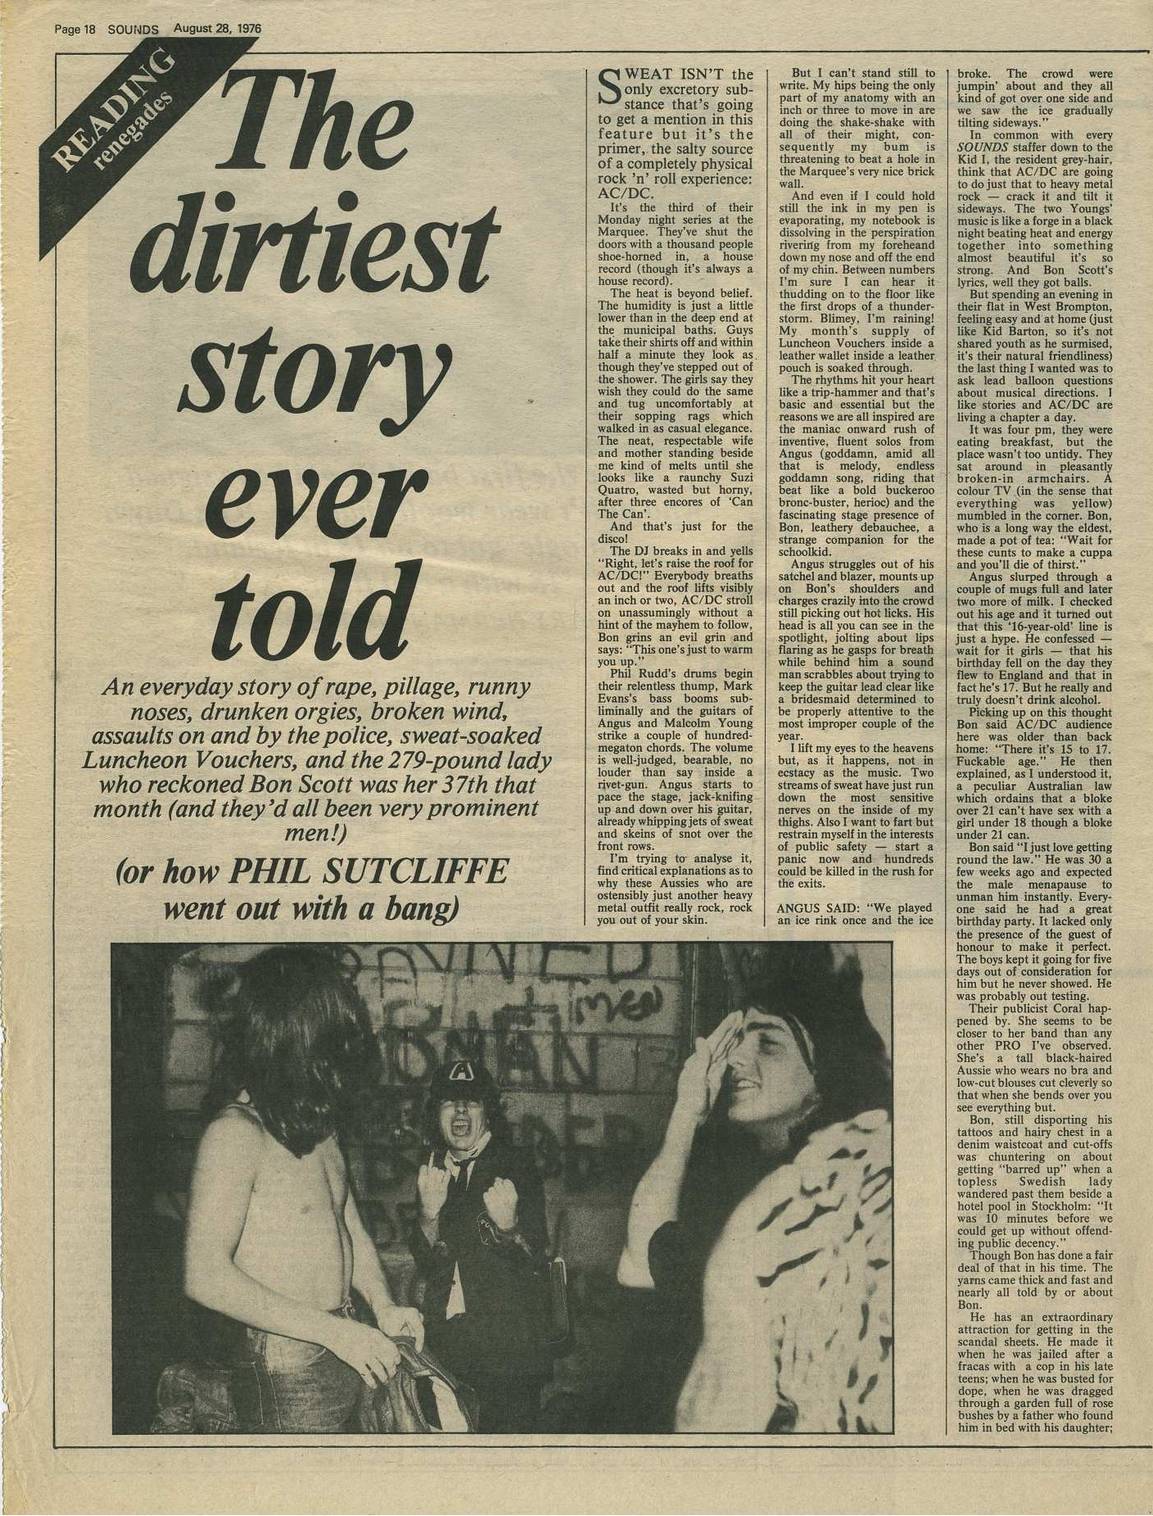 Page 18 SOUNDS August 28, 1976
READING
renegades
The
dirtiest
story
ever
told
An everyday story of rape, pillage, runny
noses, drunken orgies, broken wind,
assaults on and by the police, sweat-soaked
Luncheon Vouchers, and the 279-pound lady
who reckoned Bon Scott was her 37th that
month (and they'd all been very prominent
men!)
(or how PHIL SUTCLIFFE
went out with a bang)
SWEAT ISN'T the
only excretory sub-
stance that's going
to get a mention in this
feature but it's the
primer, the salty source
of a completely physical
rock 'n' roll experience:
AC/DC.
It's the third of their
Monday night series at the
Marquee. They've shut the
doors with a thousand people
shoe-horned in, a house
record (though it's always a
house record).
The heat is beyond belief.
The humidity is just a little
lower than in the deep end at
the municipal baths. Guys
take their shirts off and within
half a minute they look as
though they've stepped out of
the shower. The girls say they
wish they could do the same
and tug uncomfortably at
their sopping rags which
walked in as casual elegance.
The neat, respectable wife
and mother standing beside
me kind of melts until she
looks like a raunchy Suzi
Quatro, wasted but horny,
after three encores of 'Can
The Can'.
And that's just for the
disco!
The DJ breaks in and yells
"Right, let's raise the roof for
AC/DC!" Everybody breaths
out and the roof lifts visibly
an inch or two, AC/DC stroll
on unassumingly without a
hint of the mayhem to follow,
Bon grins an evil grin and
says: "This one's just to warm
you up."
Phil Rudd's drums begin
their relentless thump, Mark
Evans's bass booms sub-
liminally and the guitars of
Angus and Malcolm Young
strike a couple of hundred-
megaton chords. The volume
is well-judged, bearable, no
louder than say inside a
rivet-gun. Angus starts to
pace the stage, jack-knifing
up and down over his guitar,
already whipping jets of sweat
and skeins of snot over the
front rows.
I'm trying to analyse it,
find critical explanations as to
why these Aussies who are
ostensibly just another heavy
metal outfit really rock, rock
you out of your skin.
But I can't stand still to
write. My hips being the only
part of my anatomy with an
inch or three to move in are
doing the shake-shake with
all of their might, con-
sequently my bum is
threatening to beat a hole in
the Marquee's very nice brick
wall.
And even if I could hold
still the ink in my pen is
evaporating, my notebook is
dissolving in the perspiration
rivering from my foreheand
down my nose and off the end
of my chin. Between numbers
I'm sure I can hear it
thudding on to the floor like
the first drops of a thunder-
storm. Blimey, I'm raining!
My month's supply of
Luncheon Vouchers inside a
leather wallet inside a leather
pouch is soaked through.
The rhythms hit your heart
like a trip-hammer and that's
basic and essential but the
reasons we are all inspired are
the maniac onward rush of
inventive, fluent solos from
Angus (goddamn, amid all
that is melody, endless
goddamn song, riding that
beat like a bold buckeroo
bronc-buster, herioc) and the
fascinating stage presence of
Bon, leathery debauchee, a
strange companion for the
schoolkid.
Angus struggles out of his
satchel and blazer, mounts up
on Bon's shoulders and
charges crazily into the crowd
still picking out hot licks. His
head is all you can see in the
spotlight, jolting about lips
flaring as he gasps for breath
while behind him a sound
man scrabbles about trying to
keep the guitar lead clear like
a bridesmaid determined to
be properly attentive to the
most improper couple of the
year.
I lift my eyes to the heavens
but, as it happens, not in
ecstacy as the music. Two
streams of sweat have just run
down the most sensitive
nerves on the inside of my
thighs. Also I want to fart but
restrain myself in the interests
of public safety — start a
panic now and hundreds
could be killed in the rush for
the exits.
ANGUS SAID: "We played
an ice rink once and the ice
broke. The crowd were
jumpin' about and they all
kind of got over one side and
we saw the ice gradually
tilting sideways."
In common with every
SOUNDS staffer down to the
Kid I, the resident grey-hair,
think that AC/DC are going
to do just that to heavy metal
rock — crack it and tilt it
sideways. The two Youngs'
music is like a forge in a black
night beating heat and energy
together into something
almost beautiful it's so
strong. And Bon Scott's
lyrics, well they got balls.
But spending an evening in
their flat in West Brompton,
feeling easy and at home (just
like Kid Barton, so it's not
shared youth as he surmised,
it's their natural friendliness)
the last thing I wanted was to
ask lead balloon questions
about musical directions. I
like stories and AC/DC are
living a chapter a day.
It was four pm, they were
eating breakfast, but the
place wasn't too untidy. They
sat around in pleasantly
broken-in armchairs. A
colour TV (in the sense that
everything was yellow)
mumbled in the corner. Bon,
who is a long way the eldest,
made a pot of tea: "Wait for
these cunts to make a cuppa
and you'll die of thirst."
Angus slurped through a
couple of mugs full and later
two more of milk. I checked
out his age and it turned out
that this '16-year-old' line is
just a hype. He confessed —
wait for it girls — that his
birthday fell on the day they
flew to England and that in
fact he's 17. But he really and
truly doesn't drink alcohol.
Picking up on this thought
Bon said AC/DC audience
here was older than back
home: "There it's 15 to 17.
Fuckable age." He then
explained, as I understood it,
a peculiar Australian law
which ordains that a bloke
over 21 can't have sex with a
girl under 18 though a bloke
under 21 can.
Bon said "I just love getting
round the law." He was 30 a
few weeks ago and expected
the male menapause to
unman him instantly. Every-
one said he had a great
birthday party. It lacked only
the presence of the guest of
honour to make it perfect.
The boys kept it going for five
days out of consideration for
him but he never showed. He
was probably out testing.
Their publicist Coral hap-
pened by. She seems to be
closer to her band than any
other PRO I've observed.
She's a tall black-haired
Aussie who wears no bra and
low-cut blouses cut cleverly so
that when she bends over you
see everything but.
Bon, still disporting his
tattoos and hairy chest in a
denim waistcoat and cut-offs
was chuntering on about
getting "barred up" when a
topless Swedish lady
wandered past them beside a
hotel pool in Stockholm: "It
was 10 minutes before we
could get up without offend-
ing public decency."
Though Bon has done a fair
deal of that in his time. The
yarns came thick and fast and
nearly all told by or about
Bon.
He has an extraordinary
attraction for getting in the
scandal sheets. He made it
when he was jailed after a
fracas with a cop in his late
teens; when he was busted for
dope, when he was dragged
through a garden full of rose
bushes by a father who found
him in bed with his daughter;
A
MEN